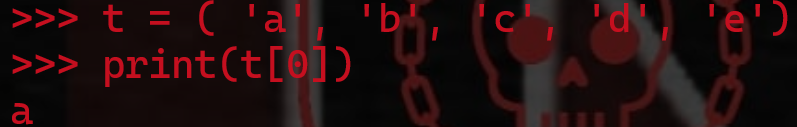 >>> t = ( 'a', 'b', 'c', 'd', 'e')
>>> print(t[0])
a